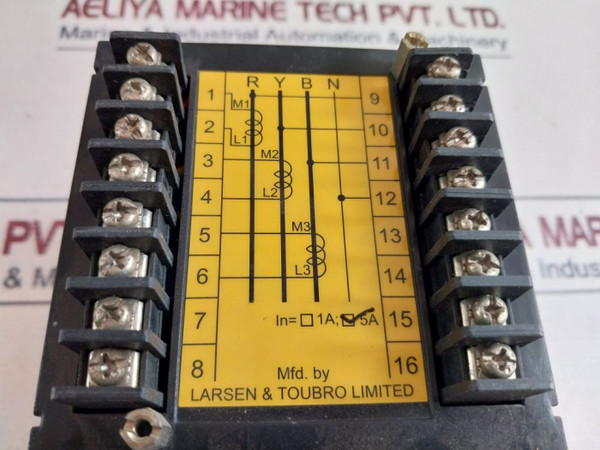 AELIYA MARINE TECH PVT. LTD.
Marine & Industrial Automation & Machinery
R Y B N
1 M1 9
2 L1 10
3 M2 11
4 L2 12
5 M3 13
6 L3 14
7 In= 1A; 5A 15
8 Mfd. by 16
LARSEN & TOUBRO LIMITED
PVT
A MAR
& M
Indus